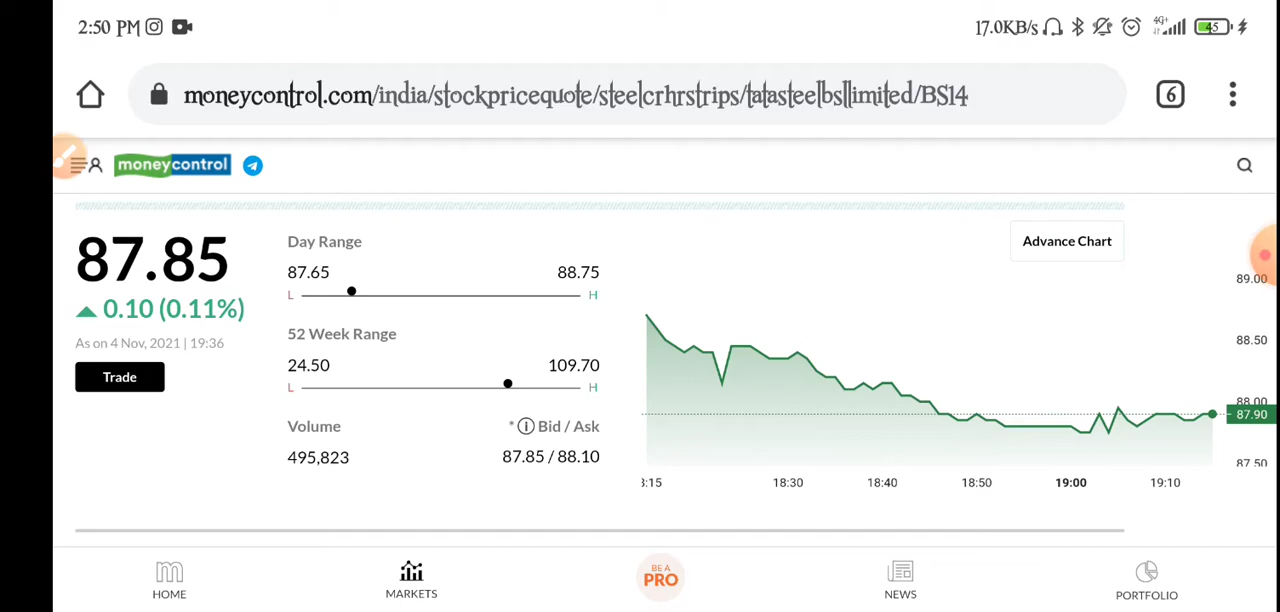 2:50 PM
17.0KB/s 4G+ 45
moneycontrol.com/india/stockpricequote/steelcrhrstrips/tatasteelbsllimited/BS14
6
moneycontrol
87.85
0.10 (0.11%)
As on 4 Nov, 2021 | 19:36
Trade
Day Range
87.65 88.75
L H
52 Week Range
24.50 109.70
L H
Volume * i Bid / Ask
495,823 87.85 / 88.10
Advance Chart
89.00
88.50
88.00
87.90
87.50
:15 18:30 18:40 18:50 19:00 19:10
HOME
MARKETS
BE A
PRO
NEWS
PORTFOLIO